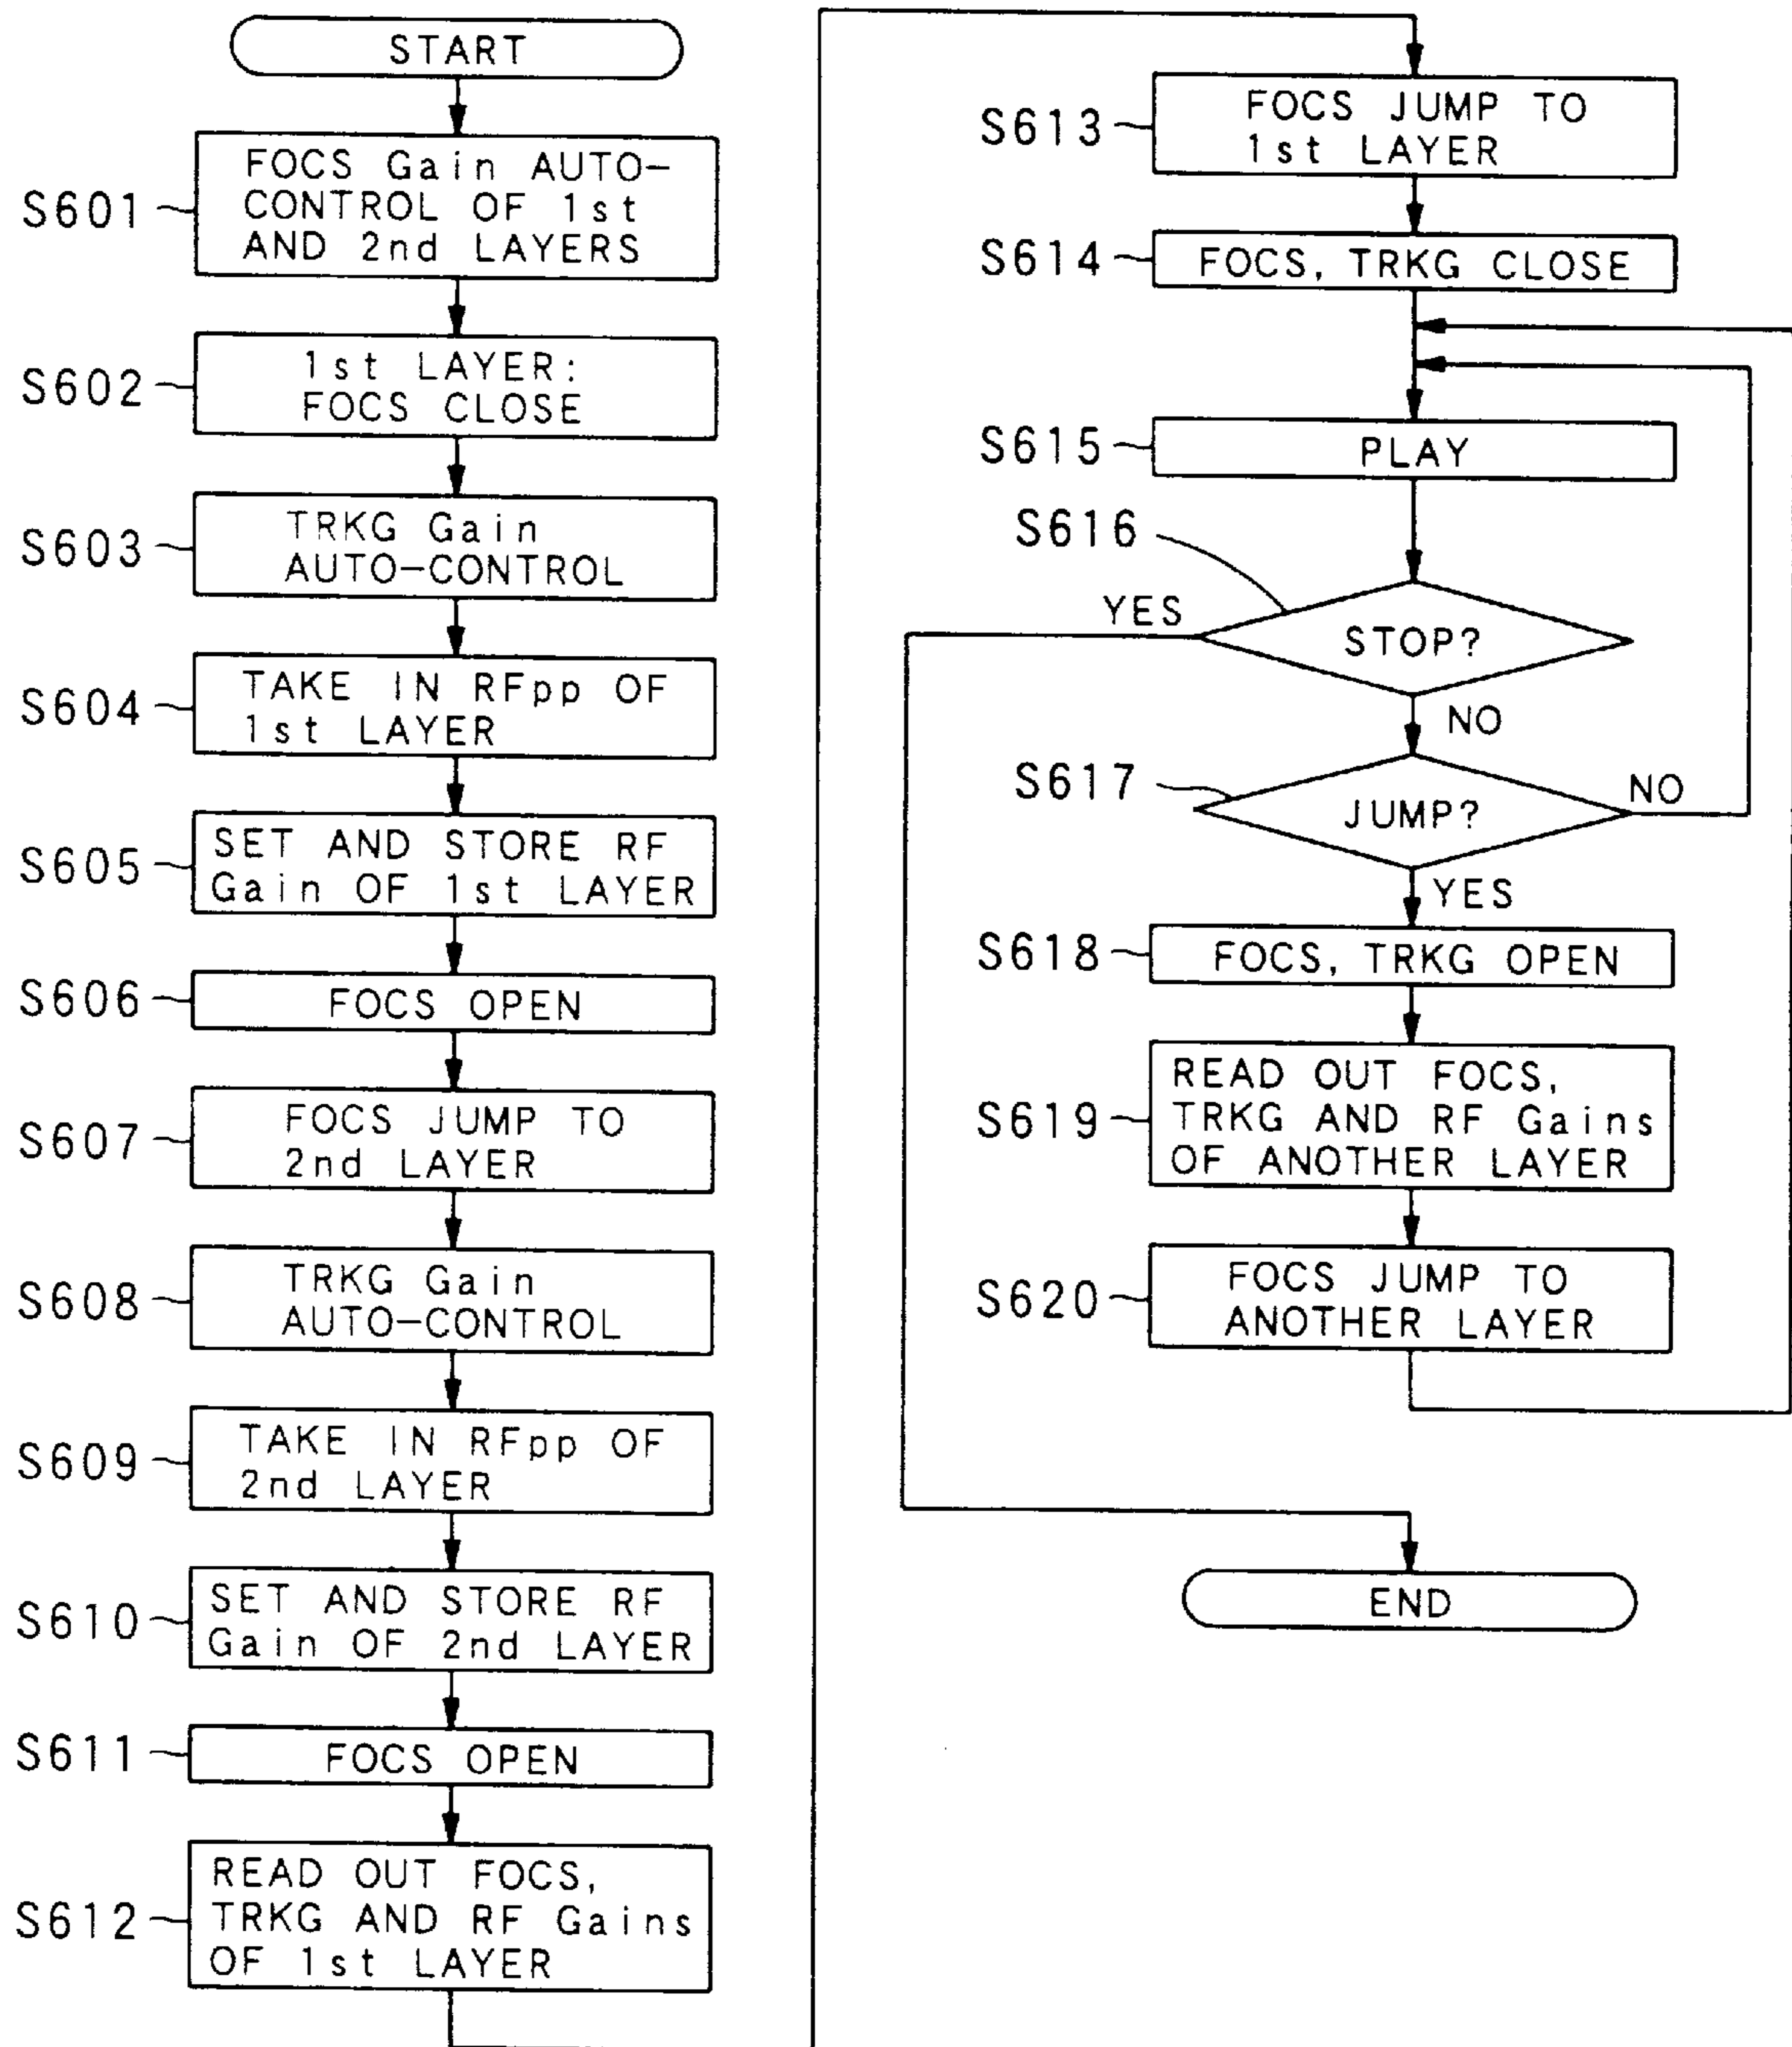 START
S601
FOCS Gain AUTO-
CONTROL OF 1st
AND 2nd LAYERS
S602
1st LAYER:
FOCS CLOSE
S603
TRKG Gain
AUTO-CONTROL
S604
TAKE IN RFpp OF
1st LAYER
S605
SET AND STORE RF
Gain OF 1st LAYER
S606
FOCS OPEN
S607
FOCS JUMP TO
2nd LAYER
S608
TRKG Gain
AUTO-CONTROL
S609
TAKE IN RFpp OF
2nd LAYER
S610
SET AND STORE RF
Gain OF 2nd LAYER
S611
FOCS OPEN
S612
READ OUT FOCS,
TRKG AND RF Gains
OF 1st LAYER
S613
FOCS JUMP TO
1st LAYER
S614
FOCS, TRKG CLOSE
S615
PLAY
S616
YES
STOP?
NO
S617
JUMP?
NO
YES
S618
FOCS, TRKG OPEN
S619
READ OUT FOCS,
TRKG AND RF Gains
OF ANOTHER LAYER
S620
FOCS JUMP TO
ANOTHER LAYER
END